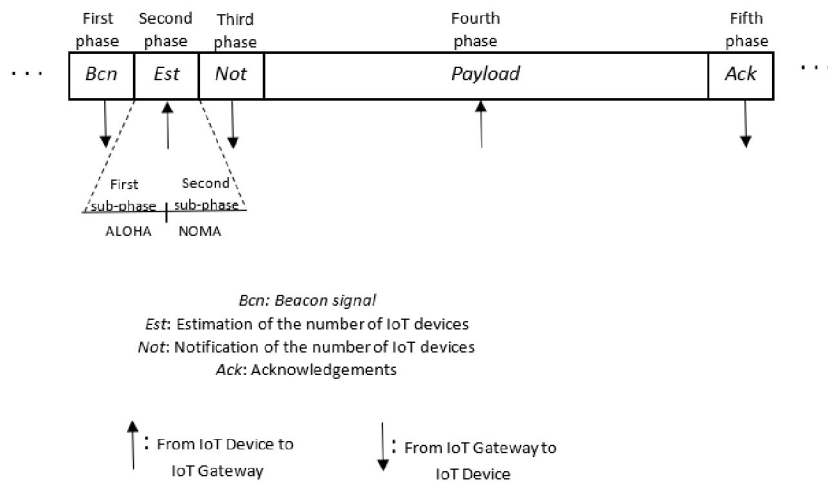 First Second Third Fourth Fifth
phase phase phase phase phase
. . . Bcn Est Not Payload Ack . . .
First Second
sub-phase sub-phase
ALOHA NOMA
Bcn: Beacon signal
Est: Estimation of the number of IoT devices
Not: Notification of the number of IoT devices
Ack: Acknowledgements
: From IoT Device to : From IoT Gateway to
IoT Gateway IoT Device